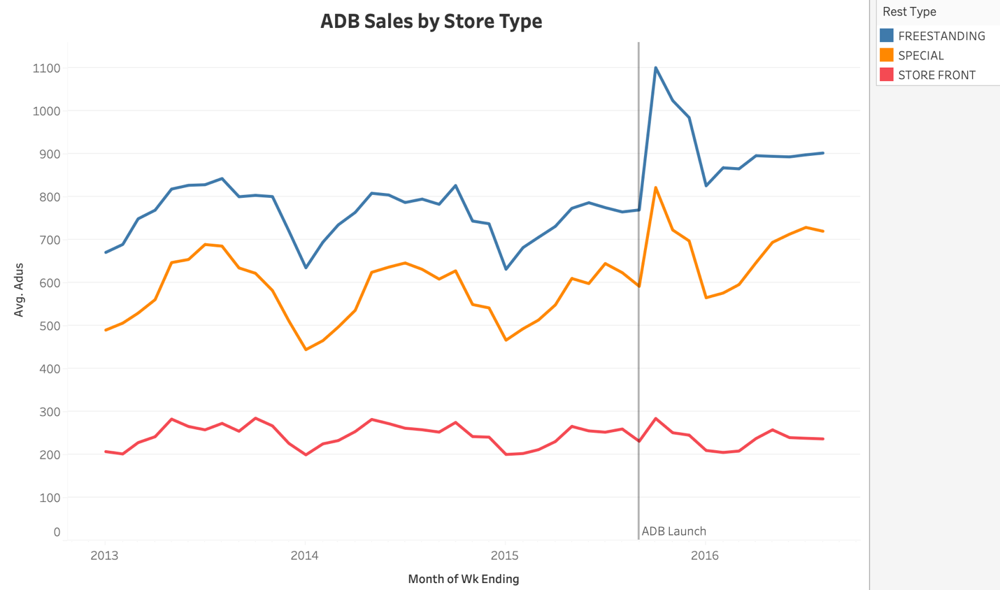 ADB Sales by Store Type
Rest Type
FREESTANDING
SPECIAL
STORE FRONT
Avg. Adus
1100
1000
900
800
700
600
500
400
300
200
100
0
ADB Launch
2013 2014 2015 2016
Month of Wk Ending